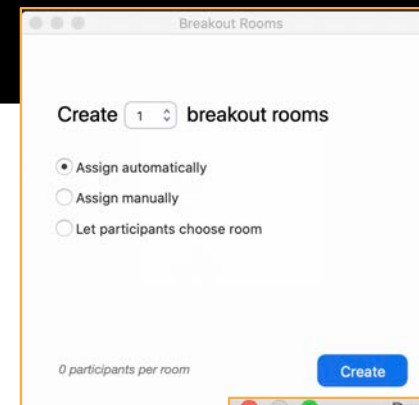 Breakout Rooms
Create 1 breakout rooms
Assign automatically
Assign manually
Let participants choose room
0 participants per room
Create